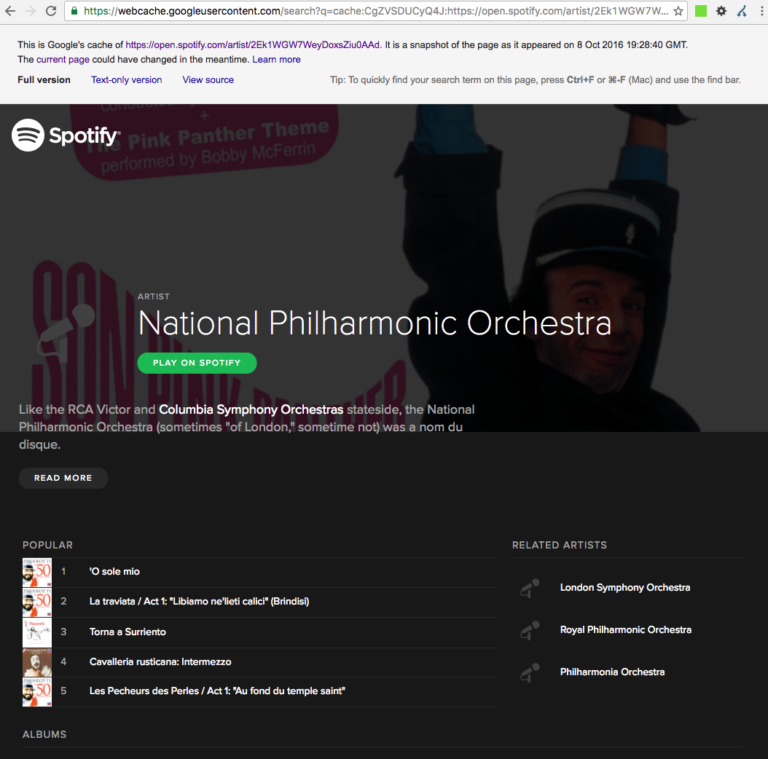 https://webcache.googleusercontent.com/search?q=cache:CgZVSDUCyQ4J:https://open.spotify.com/artist/2Ek1WGW7W...
This is Google's cache of https://open.spotify.com/artist/2Ek1WGW7WeyDoxsZiu0AAd. It is a snapshot of the page as it appeared on 8 Oct 2016 19:28:40 GMT.
The current page could have changed in the meantime. Learn more
Full version Text-only version View source Tip: To quickly find your search term on this page, press Ctrl+F or ⌘-F (Mac) and use the find bar.
+
The Pink Panther Theme
performed by Bobby McFerrin
Spotify
SON
ARTIST
National Philharmonic Orchestra
PLAY ON SPOTIFY
Like the RCA Victor and Columbia Symphony Orchestras stateside, the National
Philharmonic Orchestra (sometimes "of London," sometime not) was a nom du
disque.
READ MORE
POPULAR
1 'O sole mio
2 La traviata / Act 1: "Libiamo ne'lieti calici" (Brindisi)
3 Torna a Surriento
4 Cavalleria rusticana: Intermezzo
5 Les Pecheurs des Perles / Act 1: "Au fond du temple saint"
RELATED ARTISTS
London Symphony Orchestra
Royal Philharmonic Orchestra
Philharmonia Orchestra
ALBUMS